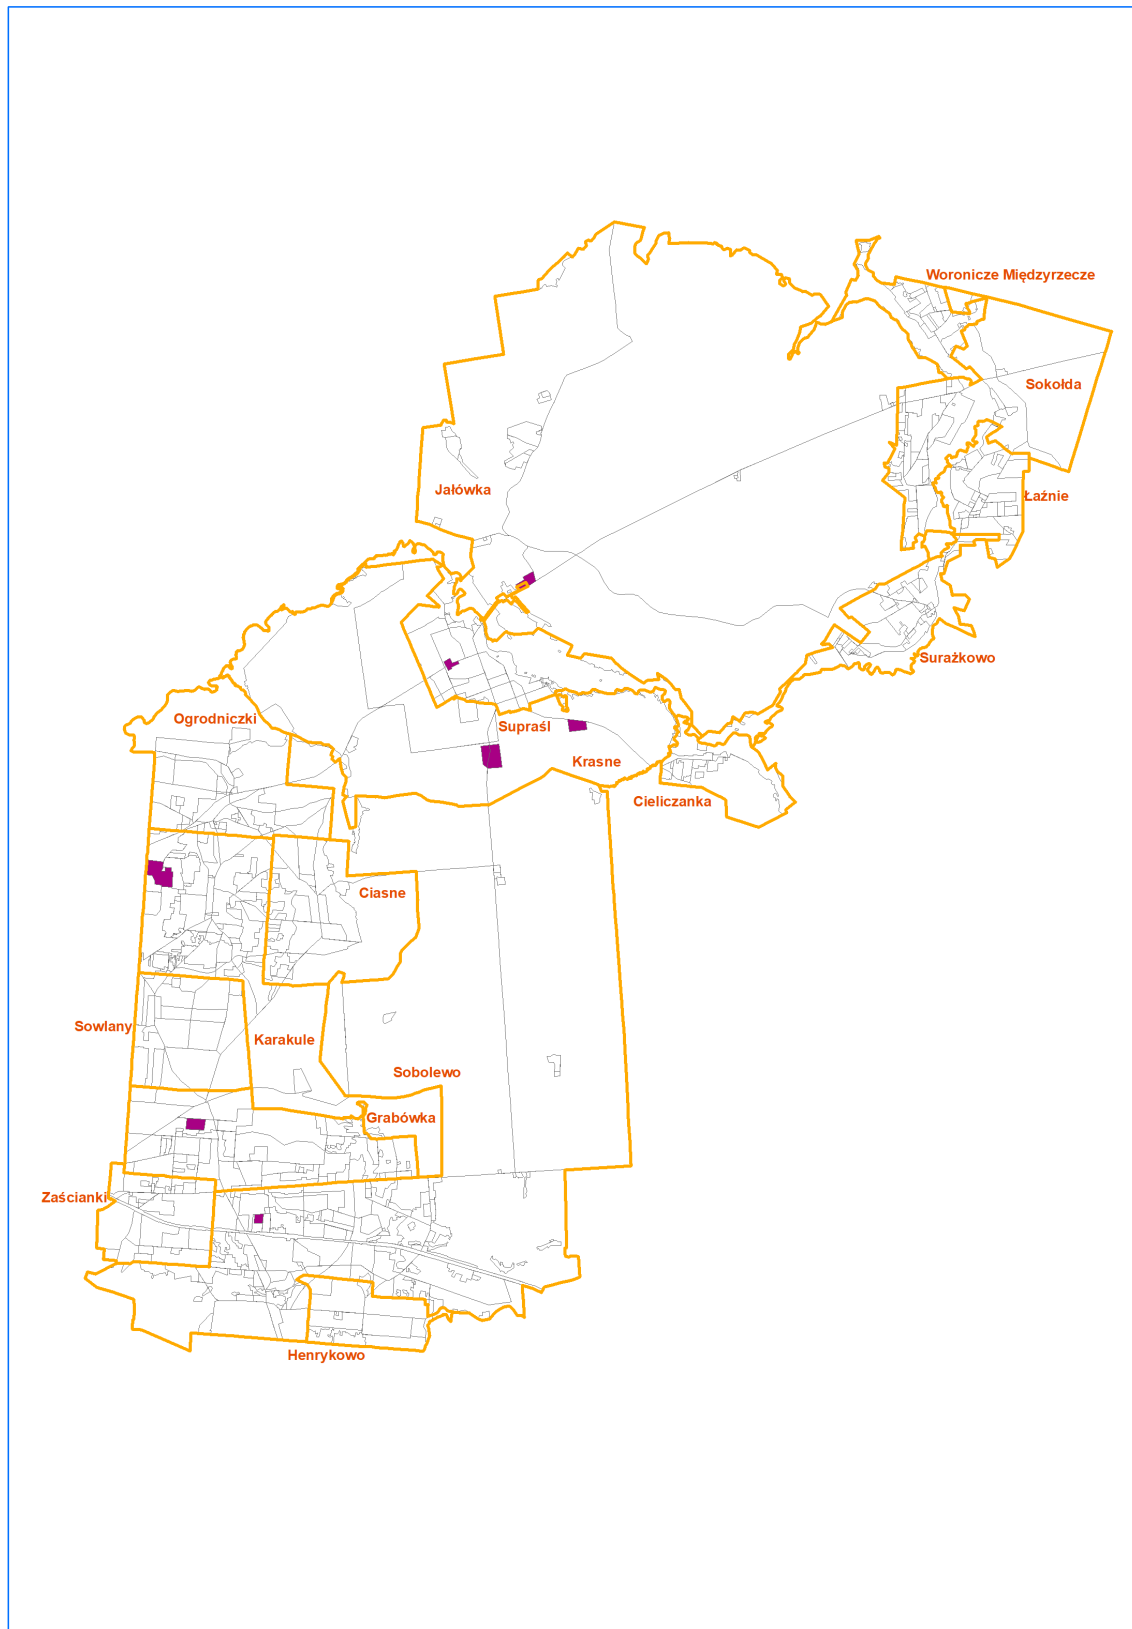 Woronicze Międzyrzecze
Sokołda
Jałówka
Łaźnie
Surażkowo
Ogrodniczki
Supraśl
Krasne
Cieliczanka
Ciasne
Sowlany
Karakule
Sobolewo
Grabówka
Zaścianki
Henrykowo